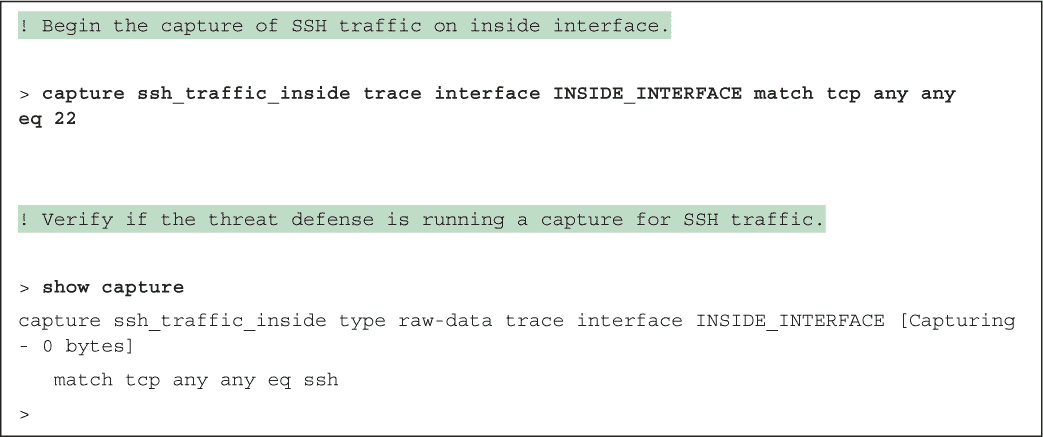 ! Begin the capture of SSH traffic on inside interface.
> capture ssh_traffic_inside trace interface INSIDE_INTERFACE match tcp any any
eq 22
! Verify if the threat defense is running a capture for SSH traffic.
> show capture
capture ssh_traffic_inside type raw-data trace interface INSIDE_INTERFACE [Capturing
- 0 bytes]
match tcp any any eq ssh
>